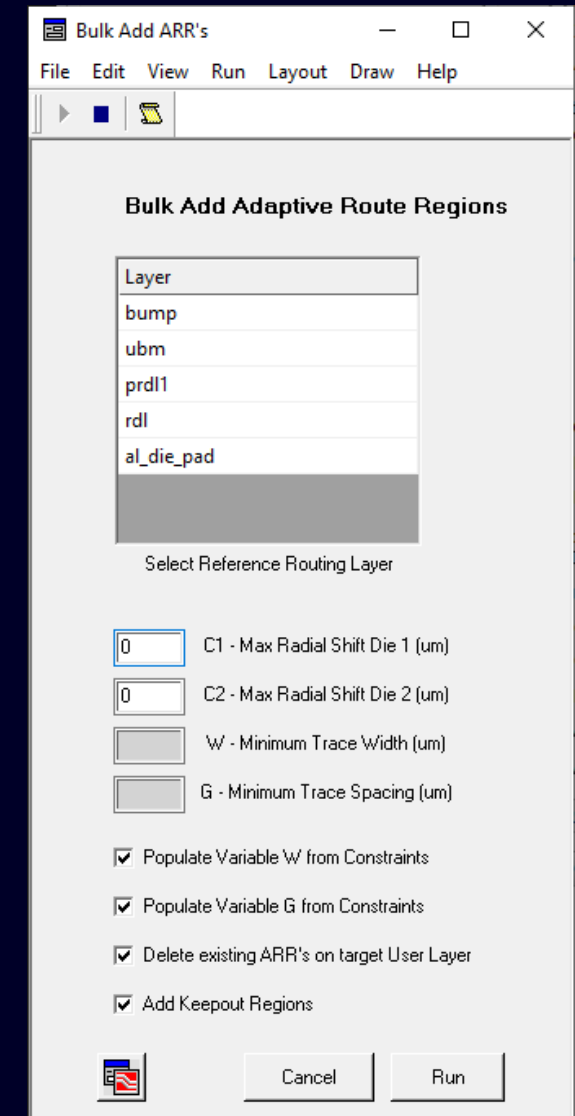 Bulk Add ARR's
File Edit View Run Layout Draw Help
Bulk Add Adaptive Route Regions
Layer
bump
ubm
prdl1
rdl
al_die_pad
Select Reference Routing Layer
0 C1 - Max Radial Shift Die 1 (um)
0 C2 - Max Radial Shift Die 2 (um)
W - Minimum Trace Width (um)
G - Minimum Trace Spacing (um)
Populate Variable W from Constraints
Populate Variable G from Constraints
Delete existing ARR's on target User Layer
Add Keepout Regions
Cancel Run